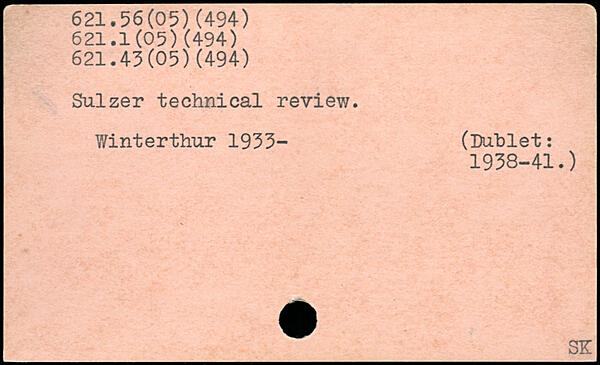 621.56(05)(494)
621.1(05)(494)
621.43(05)(494)
Sulzer technical review.
Winterthur 1933-
(Dublet:
1938-41.)
SK